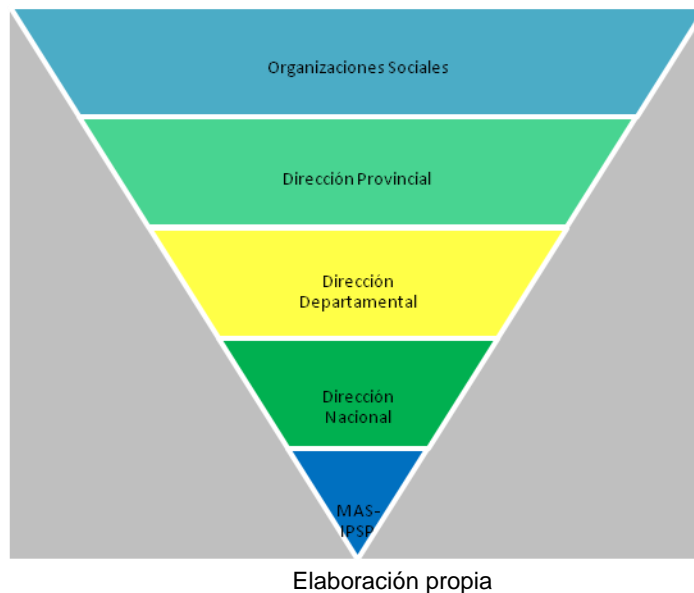 Organizaciones Sociales
Dirección Provincial
Dirección
Departamental
Dirección
Nacional
MAS-
IPSP
Elaboración propia